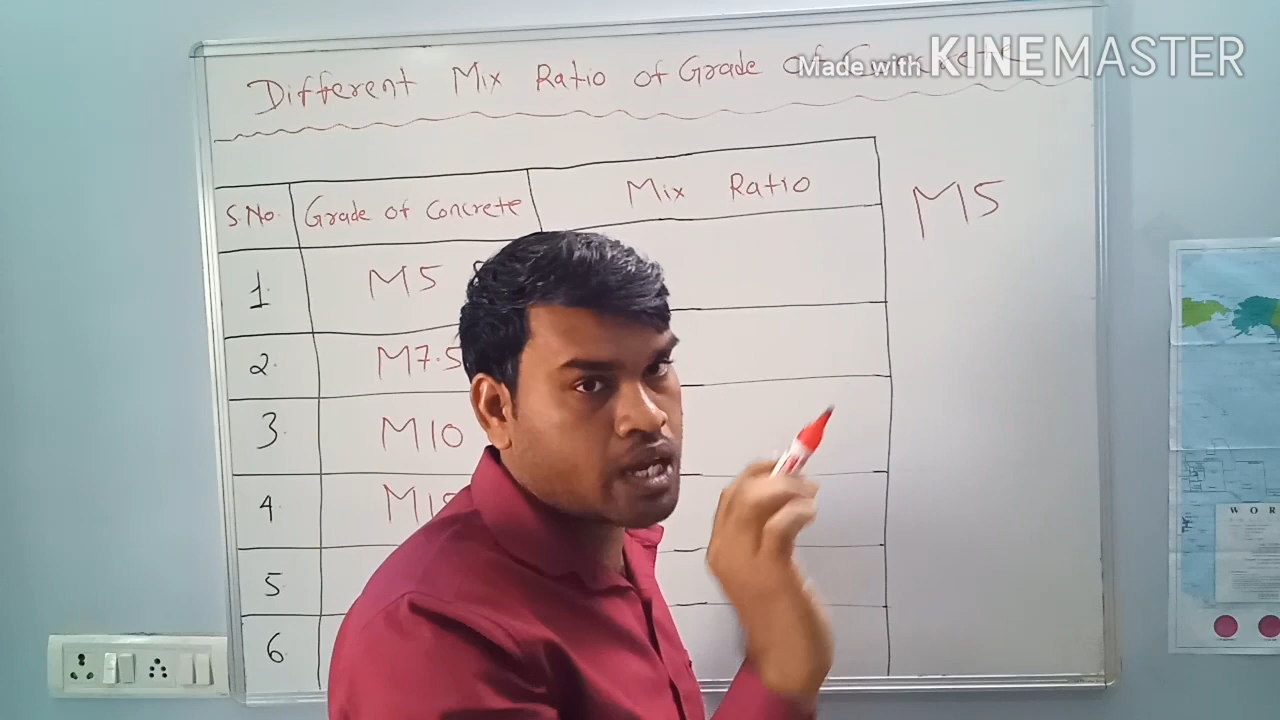 Different Mix Ratio of Grade of
Made with KINEMASTER
S.No. Grade of Concrete Mix Ratio
M5
1. M5
2. M7.5
3 M10
4.
5.
6.
WOR